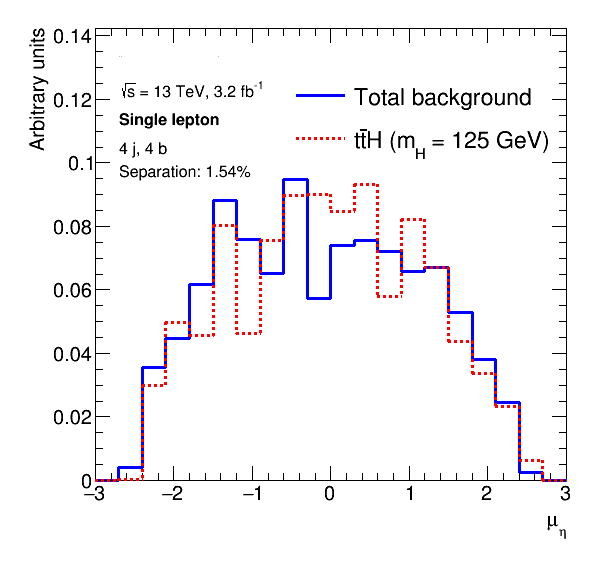 Arbitrary units
0.14
0.12
0.1
0.08
0.06
0.04
0.02
0
√s = 13 TeV, 3.2 fb⁻¹
Single lepton
4 j, 4 b
Separation: 1.54%
Total background
tt̄H (m_H = 125 GeV)
−3 −2 −1 0 1 2 3
μ_η